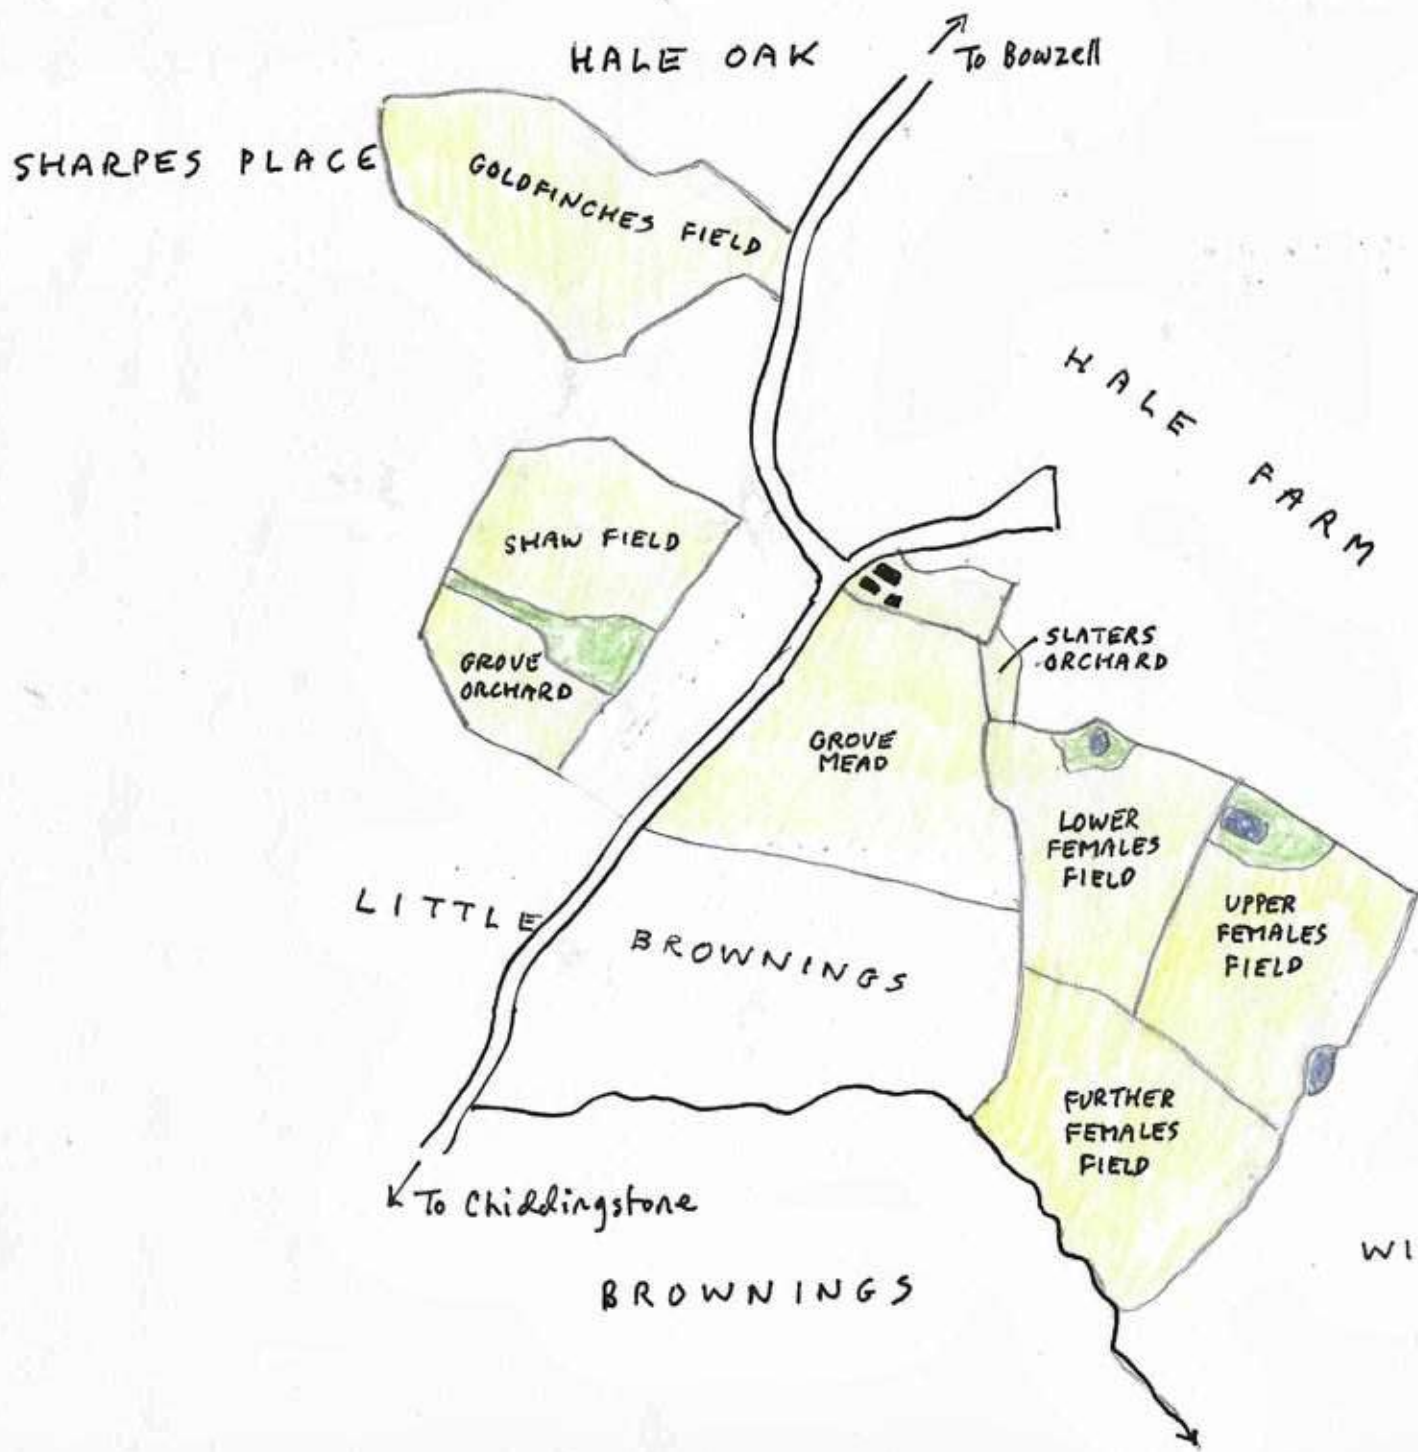 HALE OAK
To Bowzell
SHARPES PLACE
GOLDFINCHES FIELD
HALE FARM
SHAW FIELD
GROVE
ORCHARD
SLATERS
ORCHARD
GROVE
MEAD
LOWER
FEMALES
FIELD
UPPER
FEMALES
FIELD
LITTLE BROWNINGS
FURTHER
FEMALES
FIELD
To Chiddingstone
WI
BROWNINGS